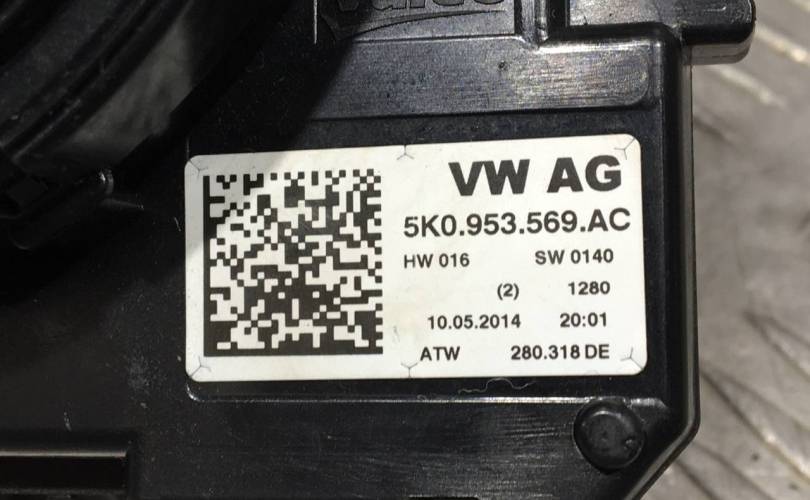 Valeo
VW AG
5K0.953.569.AC
HW 016 SW 0140
(2) 1280
10.05.2014 20:01
ATW 280.318 DE